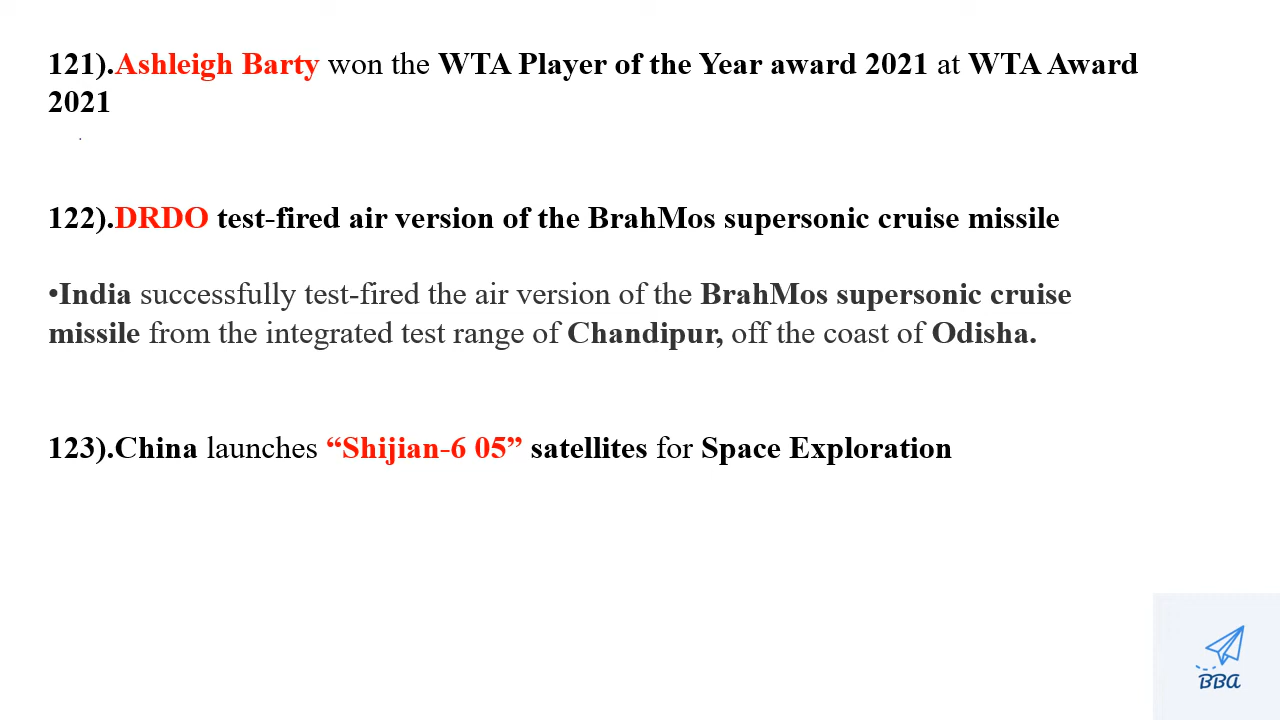 121).Ashleigh Barty won the WTA Player of the Year award 2021 at WTA Award
2021
122).DRDO test-fired air version of the BrahMos supersonic cruise missile
•India successfully test-fired the air version of the BrahMos supersonic cruise
missile from the integrated test range of Chandipur, off the coast of Odisha.
123).China launches “Shijian-6 05” satellites for Space Exploration
BBA